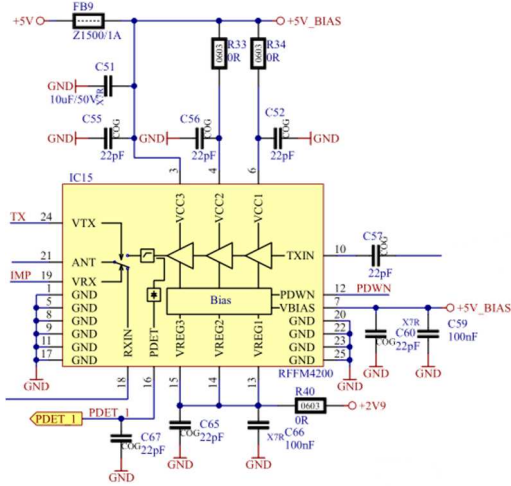 FB9
+5V
+5V_BIAS
Z1500/1A
R33
R34
0603
0R
0603
0R
C51
GND
10uF/50V
X7R
C55
COG
C56
COG
C52
COG
GND
GND
GND
22pF
22pF
22pF
IC15
3
4
6
TX
24
VTX
VCC3
VCC2
VCC1
C57
21
ANT
TXIN
10
COG
22pF
IMP
19
VRX
1
GND
PDWN
12
PDWN
5
GND
Bias
VBIAS
7
+5V_BIAS
8
GND
GND
20
9
GND
RXIN
PDET
VREG3
VREG2
VREG1
GND
22
X7R
C59
11
GND
GND
23
COG
C60
22pF
100nF
17
GND
GND
25
RFFM4200
GND
18
16
15
14
13
GND
GND
GND
R40
0603
+2V9
0R
PDET_1
PDET_1
C67
COG
22pF
C65
COG
22pF
X7R
C66
100nF
GND
GND
GND